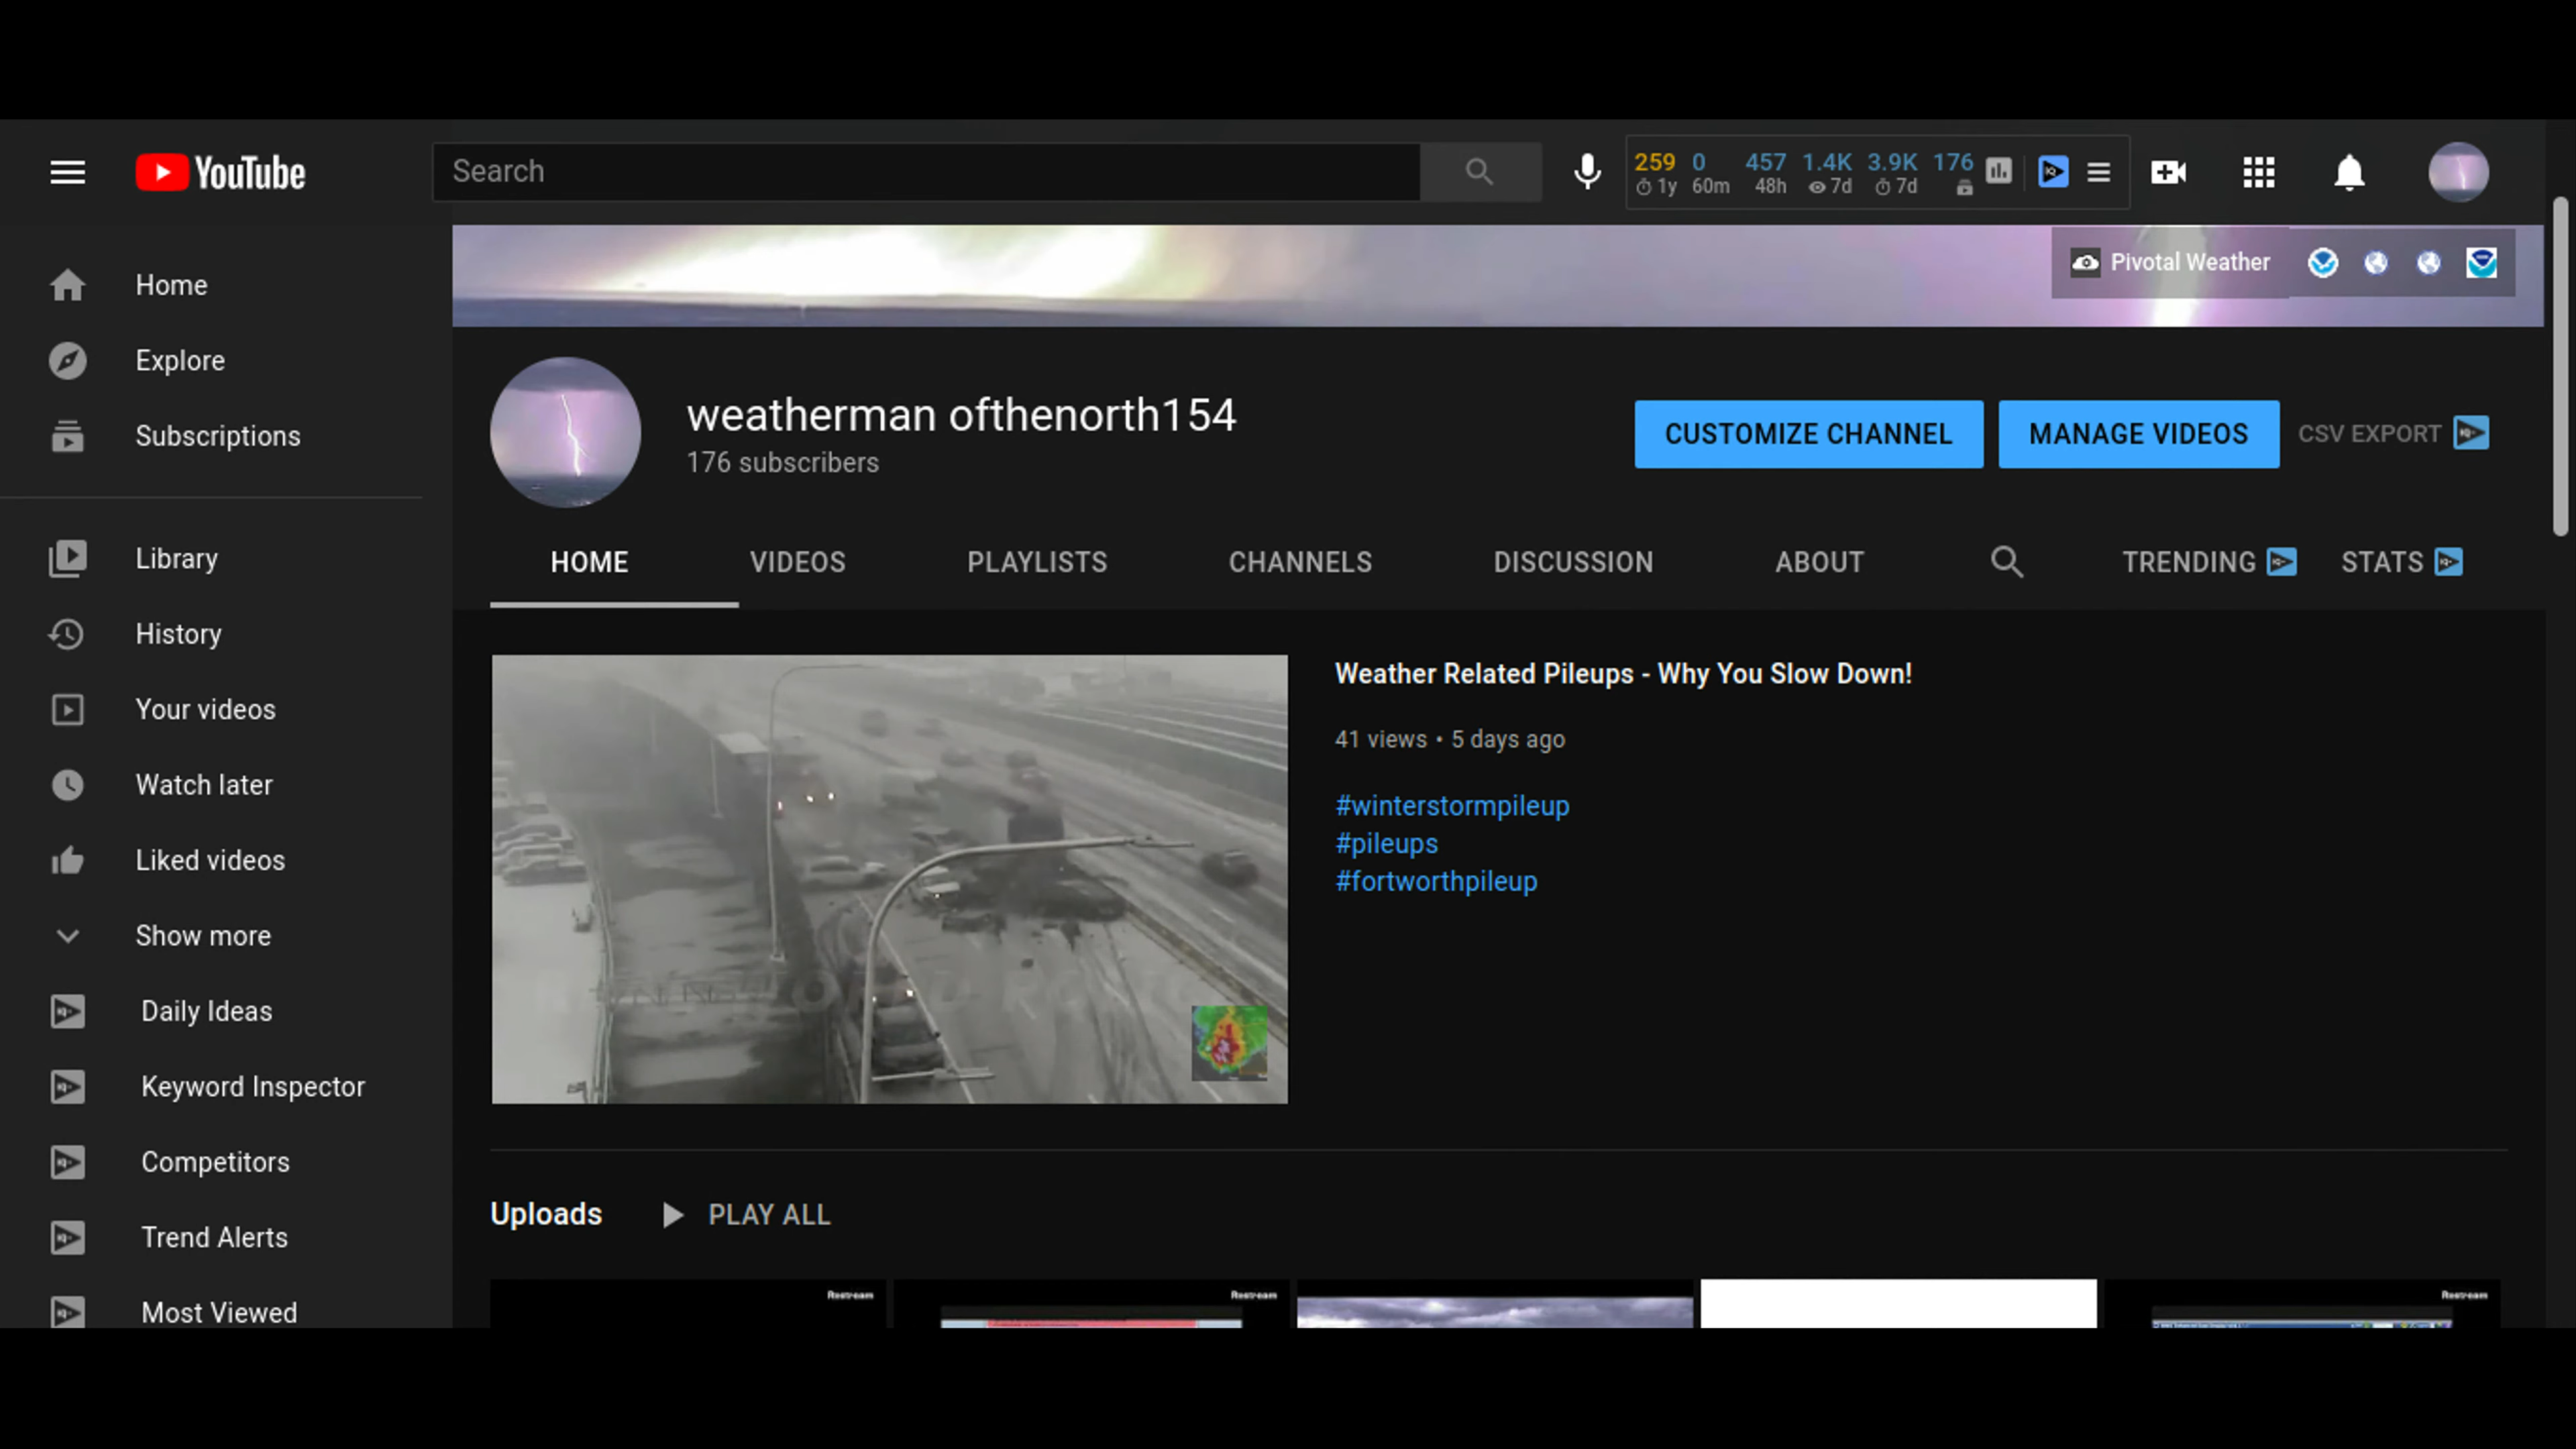 YouTube
Search
259 0 457 1.4K 3.9K 176
1y 60m 48h 7d 7d
Pivotal Weather
Home
Explore
Subscriptions
Library
History
Your videos
Watch later
Liked videos
Show more
Daily Ideas
Keyword Inspector
Competitors
Trend Alerts
Most Viewed
weatherman ofthenorth154
176 subscribers
CUSTOMIZE CHANNEL MANAGE VIDEOS CSV EXPORT
HOME VIDEOS PLAYLISTS CHANNELS DISCUSSION ABOUT TRENDING STATS
Weather Related Pileups - Why You Slow Down!
41 views • 5 days ago
#winterstormpileup
#pileups
#fortworthpileup
Uploads PLAY ALL
Restream Restream Restream